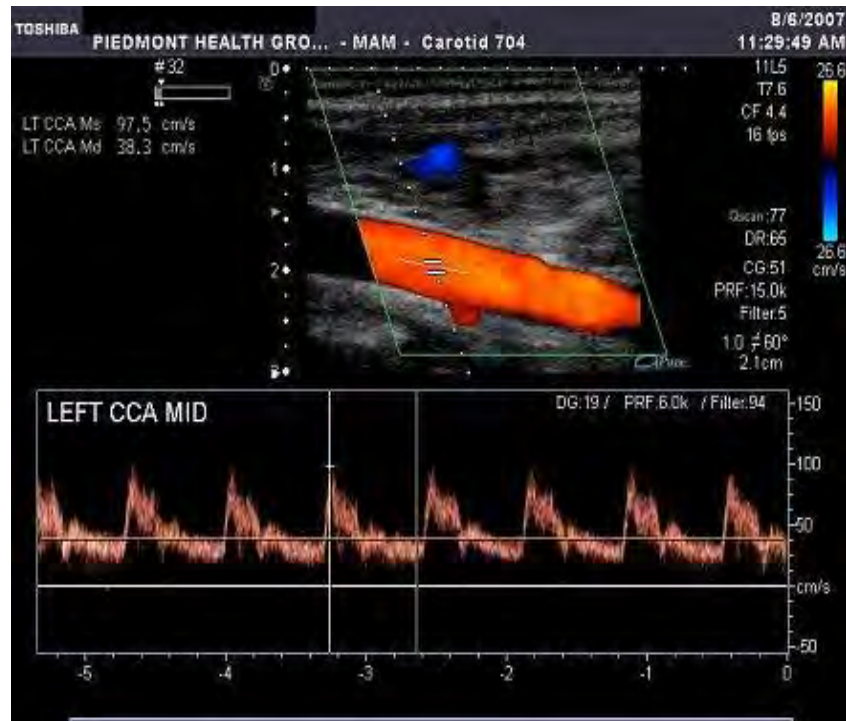 TOSHIBA
8/6/2007
PIEDMONT HEALTH GRO... - MAM - Carotid 704
11:29:49 AM
#32
LT CCA Ms 97.5 cm/s
LT CCA Md 38.3 cm/s
0
1
2
3
11L5
T7.6
CF 4.4
16 fps
Qscan:77
DR:65
CG:51
PRF:15.0k
Filter:5
60°
2.1cm
26.6
26.6
cm/s
LEFT CCA MID
DG:19 / PRF:6.0k / Filter:94
150
100
50
cm/s
-50
-5
-4
-3
-2
-1
0